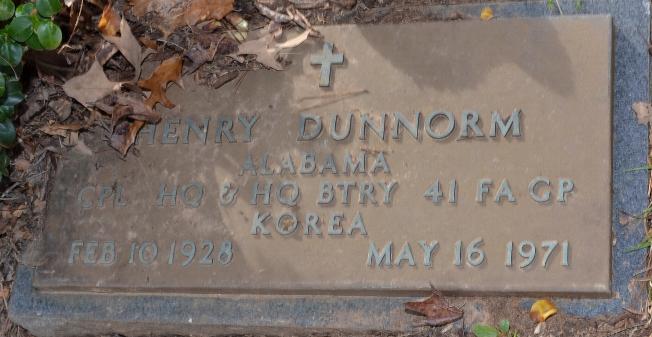 HENRY DUNNORM
ALABAMA
CPL HQ & HQ BTRY 41 FA GP
KOREA
FEB 10 1928 MAY 16 1971